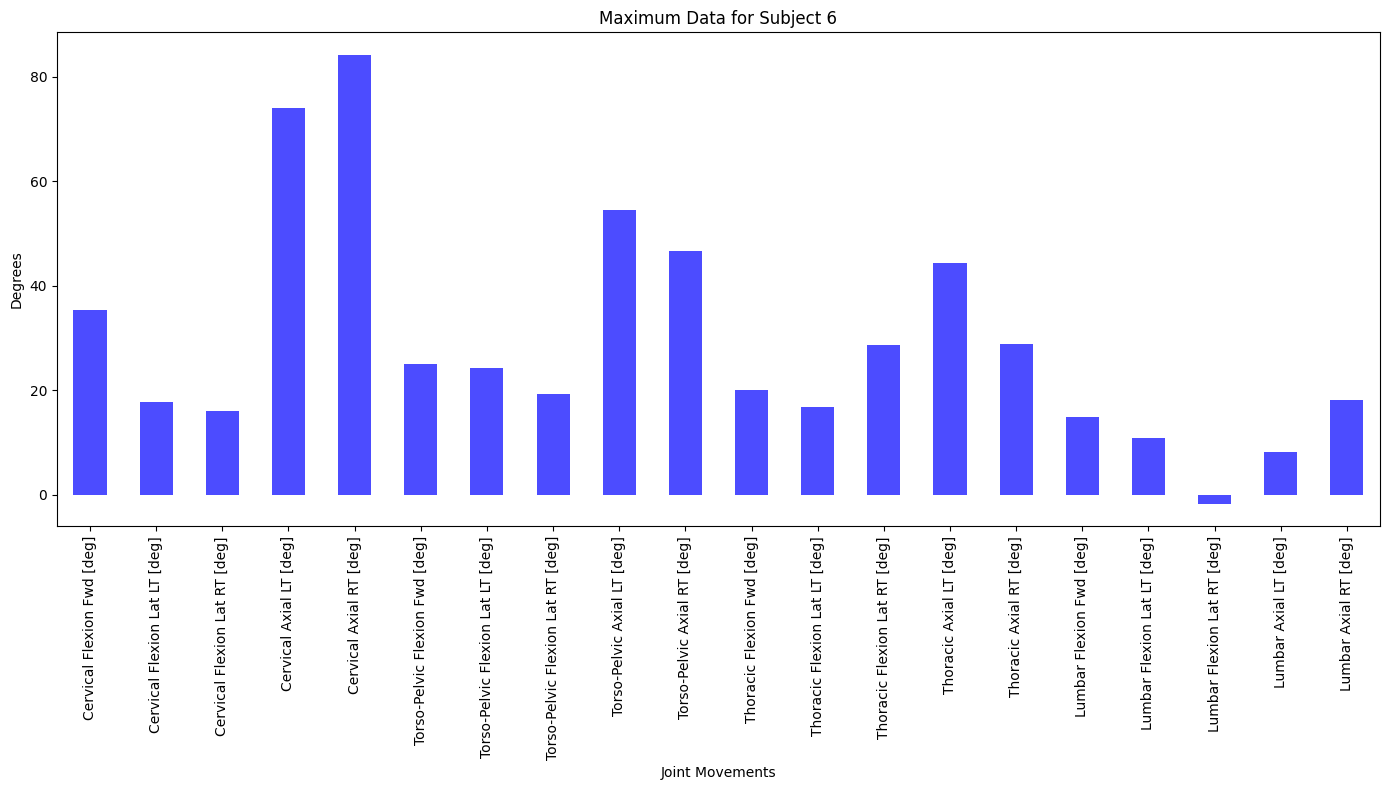 Maximum Data for Subject 6
Degrees
80
60
40
20
0
Cervical Flexion Fwd [deg]
Cervical Flexion Lat LT [deg]
Cervical Flexion Lat RT [deg]
Cervical Axial LT [deg]
Cervical Axial RT [deg]
Torso-Pelvic Flexion Fwd [deg]
Torso-Pelvic Flexion Lat LT [deg]
Torso-Pelvic Flexion Lat RT [deg]
Torso-Pelvic Axial LT [deg]
Torso-Pelvic Axial RT [deg]
Thoracic Flexion Fwd [deg]
Thoracic Flexion Lat LT [deg]
Thoracic Flexion Lat RT [deg]
Thoracic Axial LT [deg]
Thoracic Axial RT [deg]
Lumbar Flexion Fwd [deg]
Lumbar Flexion Lat LT [deg]
Lumbar Flexion Lat RT [deg]
Lumbar Axial LT [deg]
Lumbar Axial RT [deg]
Joint Movements